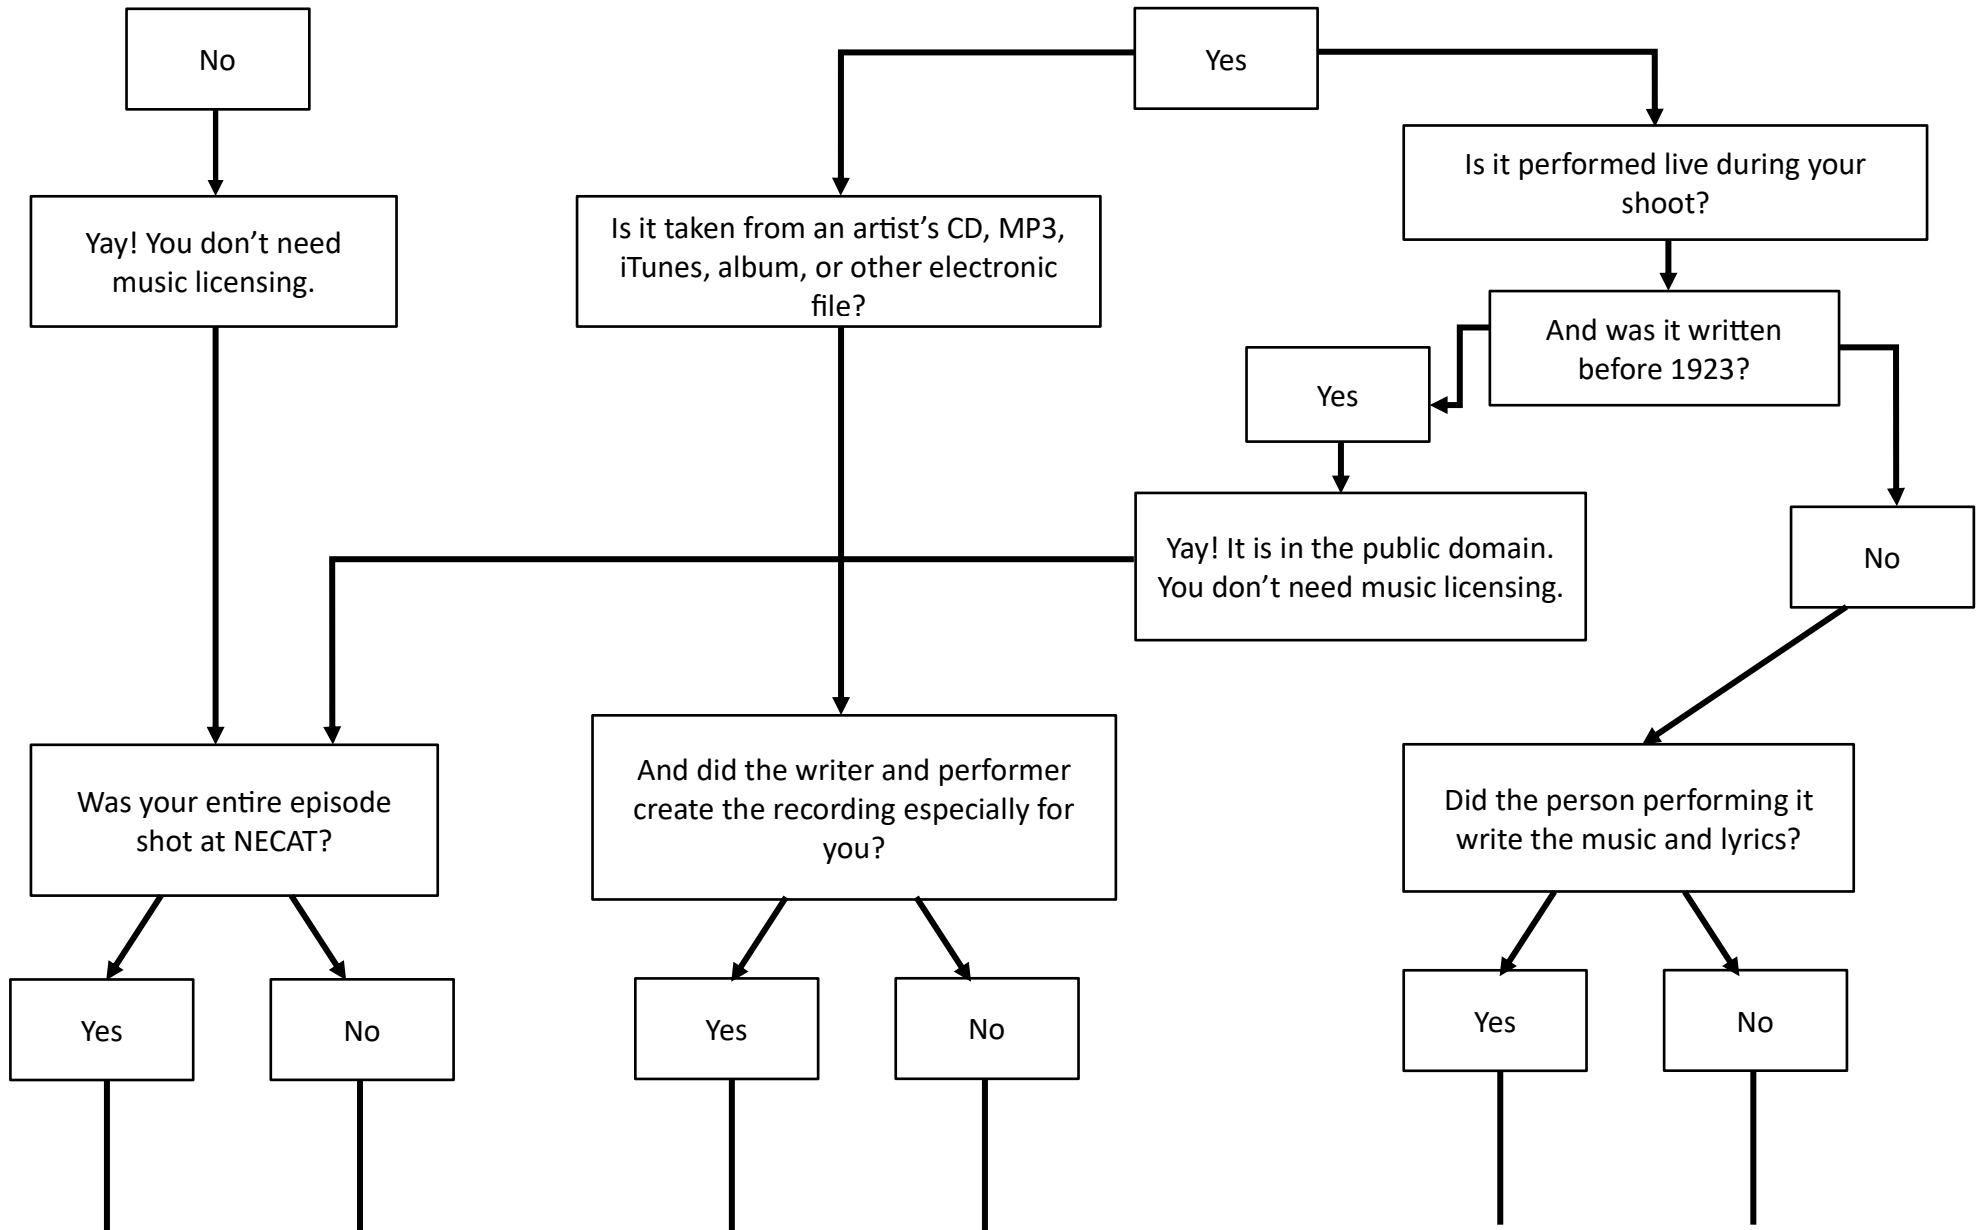 No
Yes
Is it performed live during your
shoot?
Yay! You don’t need
music licensing.
Is it taken from an artist’s CD, MP3,
iTunes, album, or other electronic
file?
And was it written
before 1923?
Yes
Yay! It is in the public domain.
You don’t need music licensing.
No
Was your entire episode
shot at NECAT?
And did the writer and performer
create the recording especially for
you?
Did the person performing it
write the music and lyrics?
Yes
No
Yes
No
Yes
No